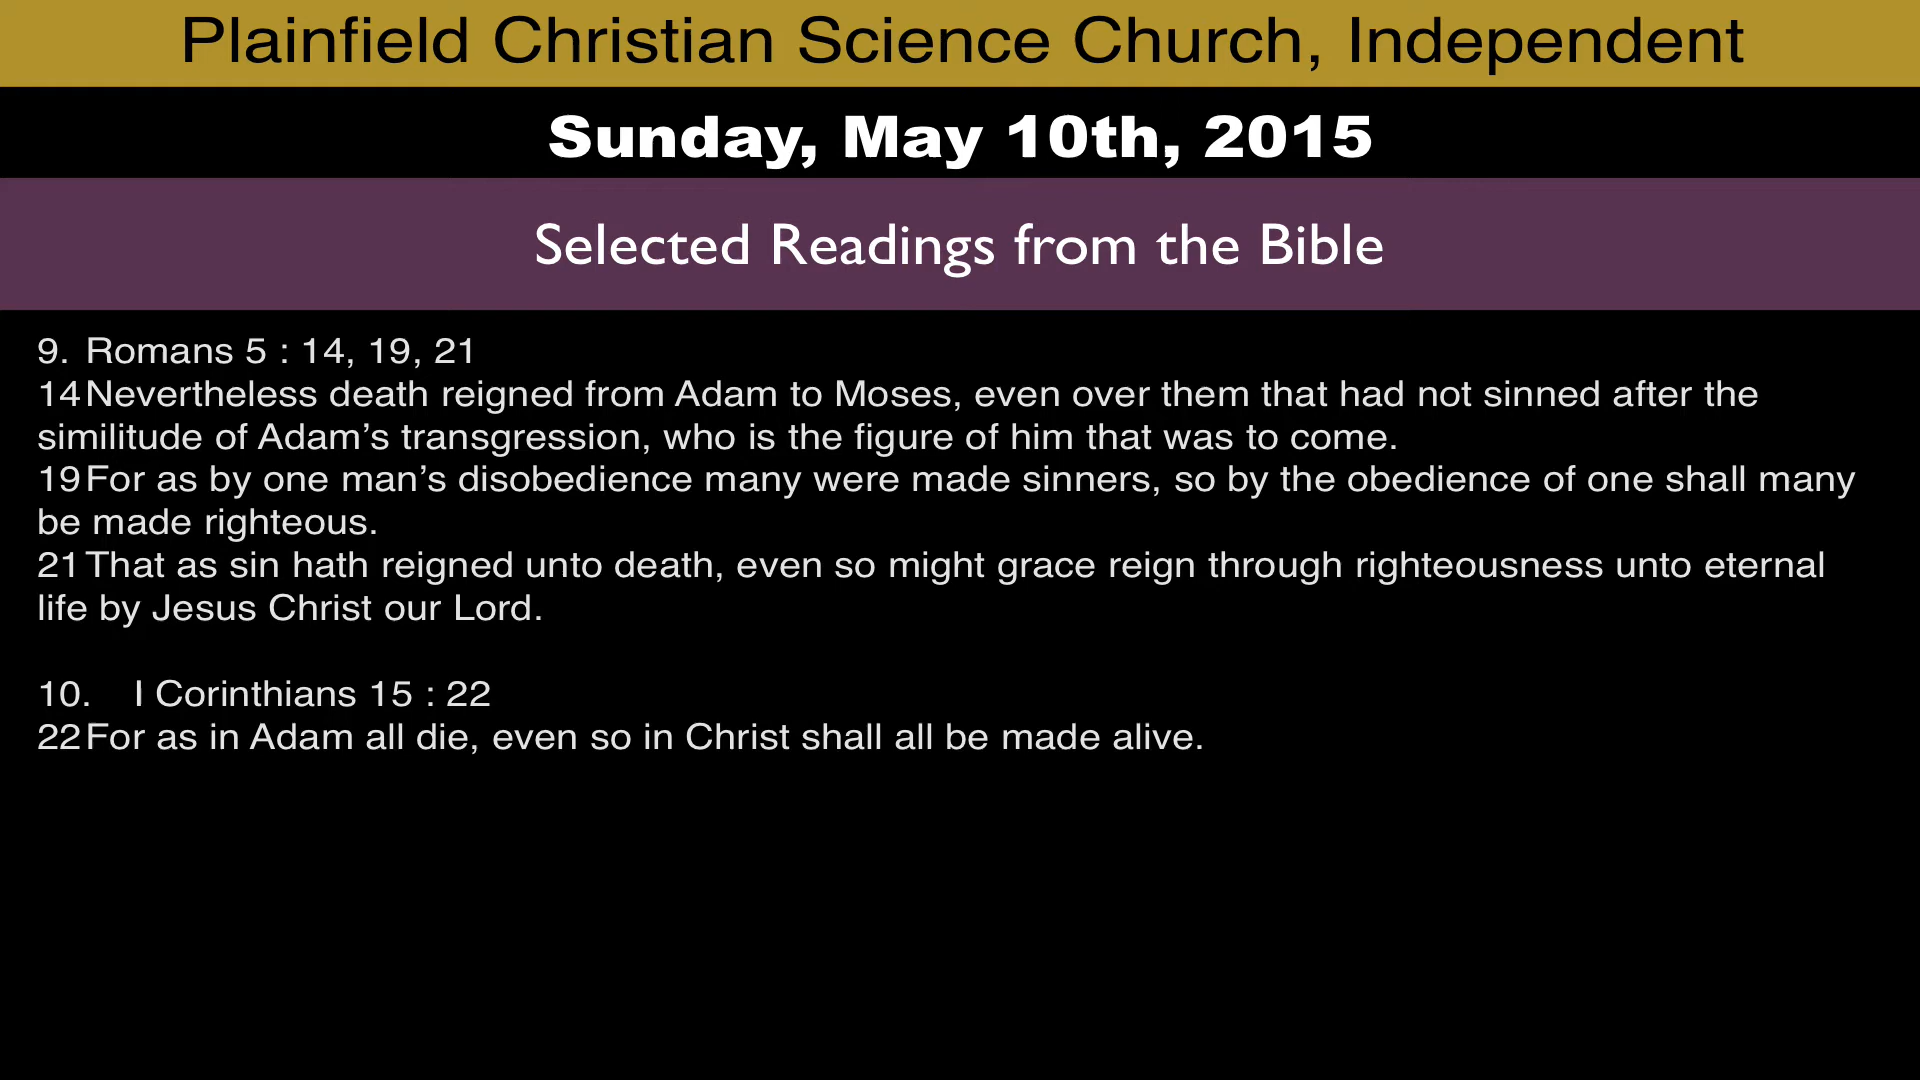 Plainfield Christian Science Church, Independent
Sunday, May 10th, 2015
Selected Readings from the Bible
9. Romans 5 : 14, 19, 21
14 Nevertheless death reigned from Adam to Moses, even over them that had not sinned after the
similitude of Adam’s transgression, who is the figure of him that was to come.
19 For as by one man’s disobedience many were made sinners, so by the obedience of one shall many
be made righteous.
21 That as sin hath reigned unto death, even so might grace reign through righteousness unto eternal
life by Jesus Christ our Lord.
10. I Corinthians 15 : 22
22 For as in Adam all die, even so in Christ shall all be made alive.